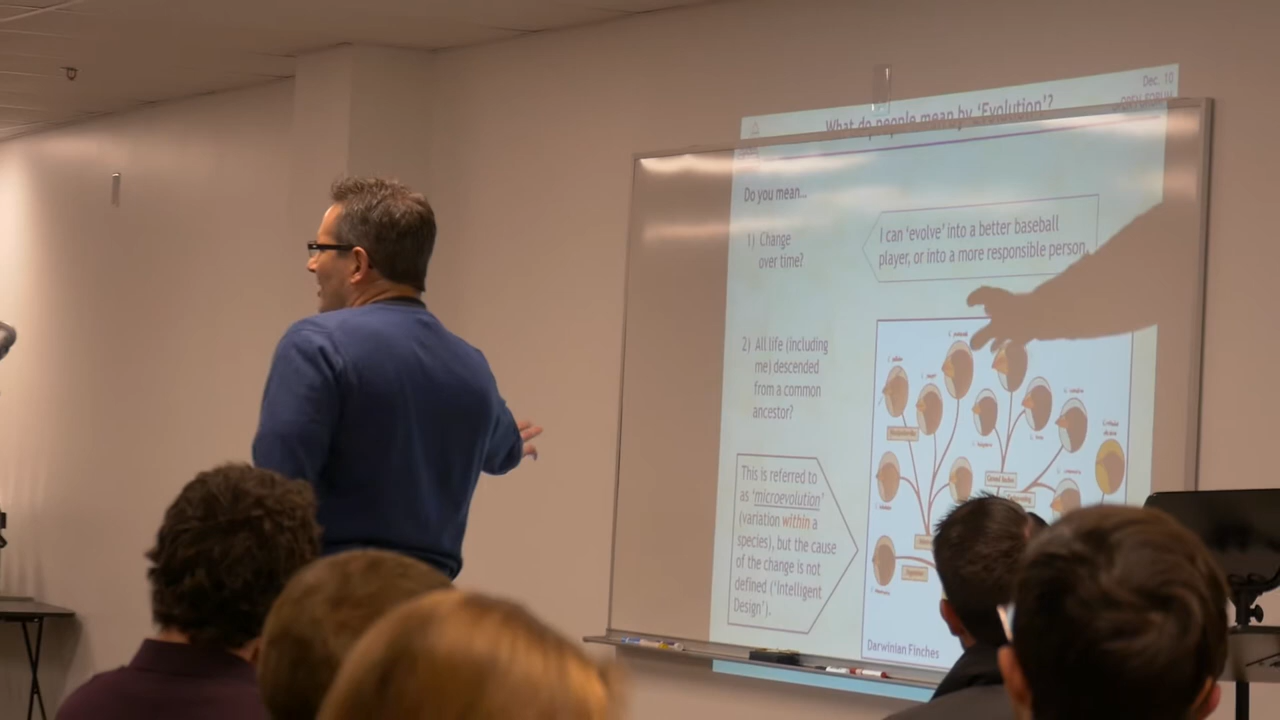 Dec. 10
OPEN FORUM
What do people mean by 'Evolution'?
Do you mean...
1) Change
over time?
I can 'evolve' into a better baseball
player, or into a more responsible person.
2) All life (including
me) descended
from a common
ancestor?
This is referred to
as 'microevolution'
(variation within a
species), but the cause
of the change is not
defined ('Intelligent
Design').
Darwinian Finches